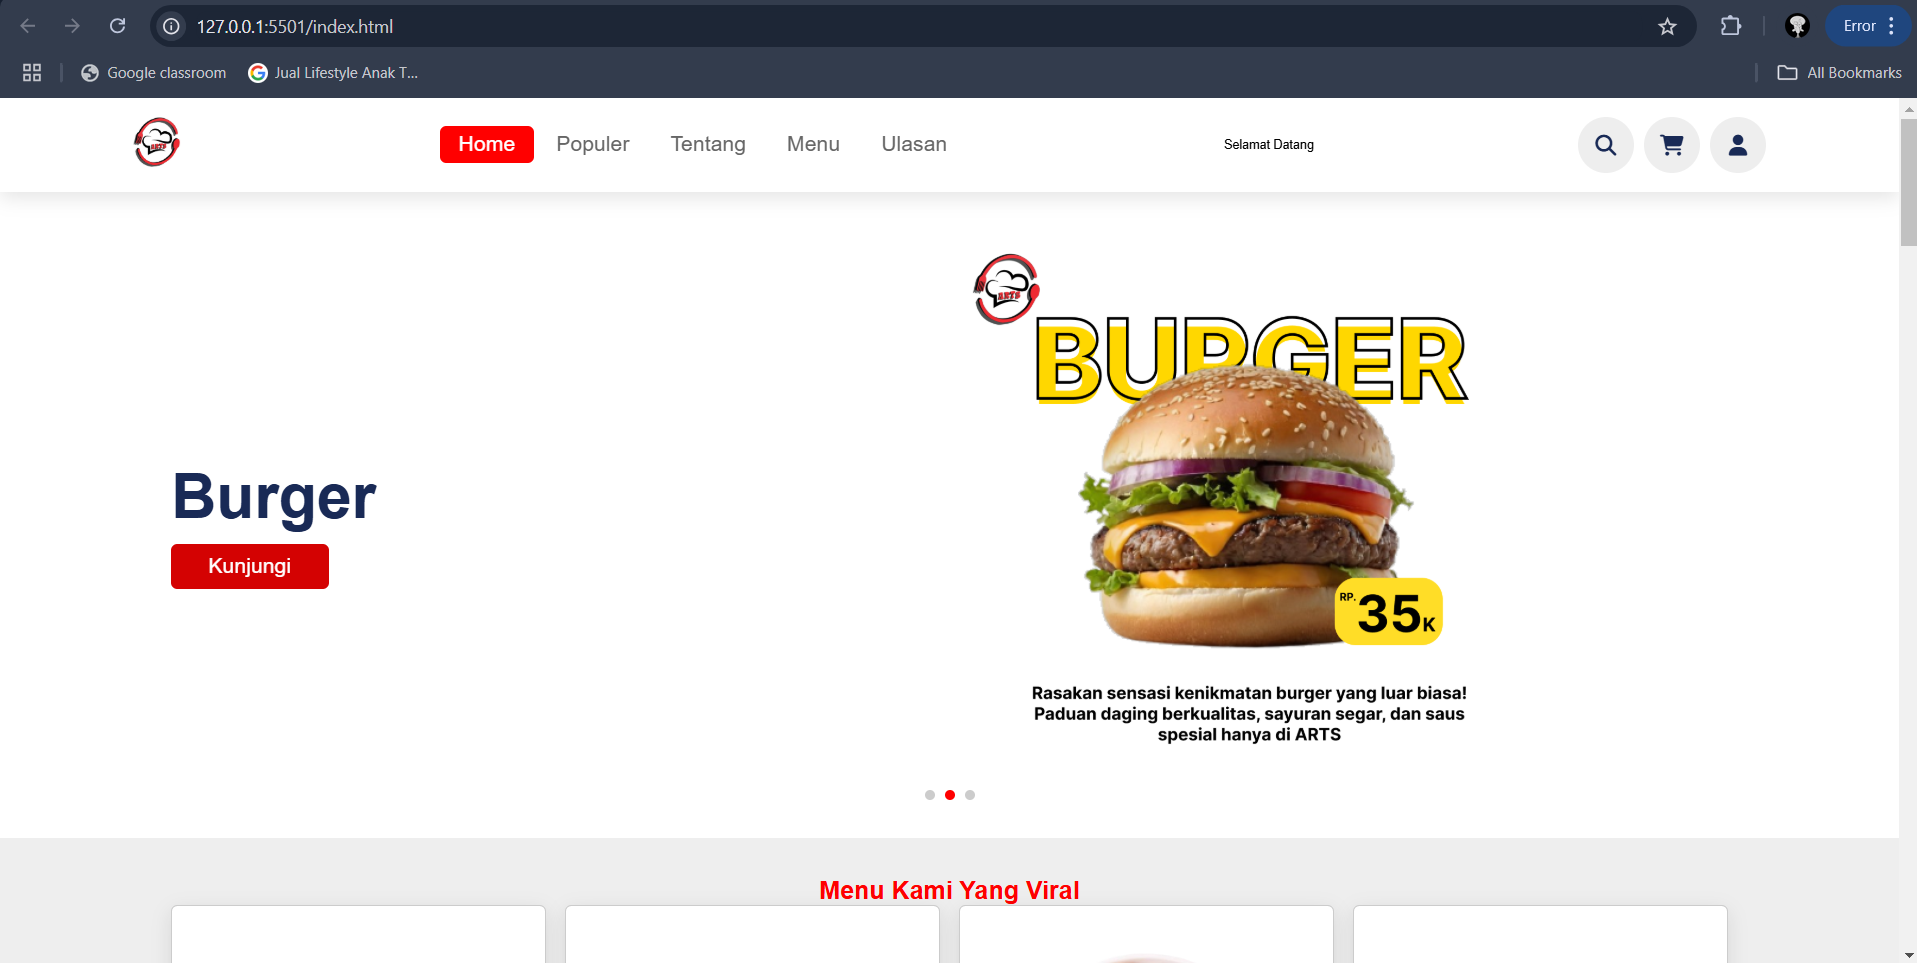 127.0.0.1:5501/index.html
Error
Google classroom
Jual Lifestyle Anak T...
All Bookmarks
ARTS
Home
Populer
Tentang
Menu
Ulasan
Selamat Datang
ARTS
BURGER
Burger
Kunjungi
RP. 35K
Rasakan sensasi kenikmatan burger yang luar biasa!
Paduan daging berkualitas, sayuran segar, dan saus
spesial hanya di ARTS
Menu Kami Yang Viral